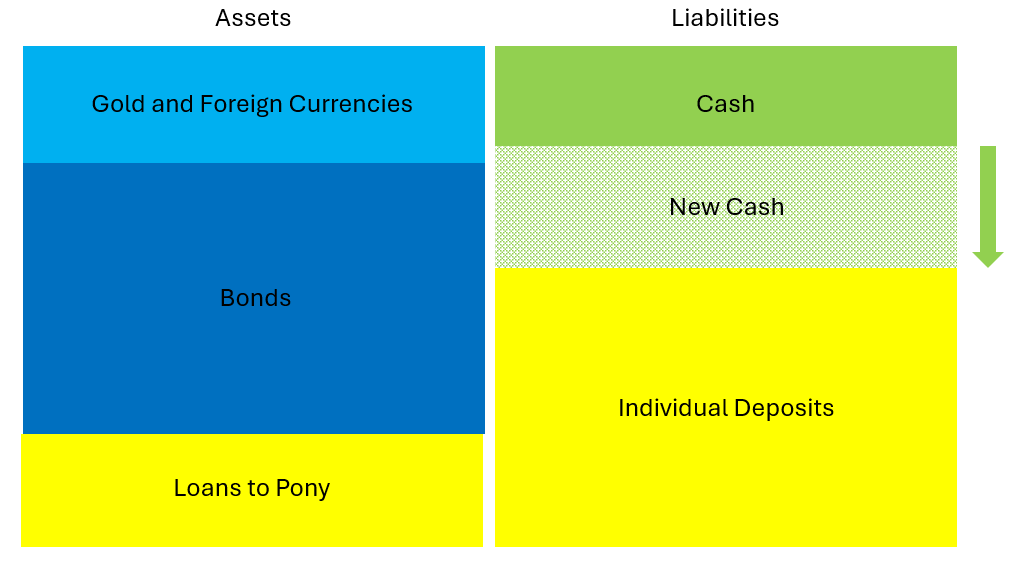 Assets
Liabilities
Gold and Foreign Currencies
Cash
New Cash
Bonds
Individual Deposits
Loans to Pony